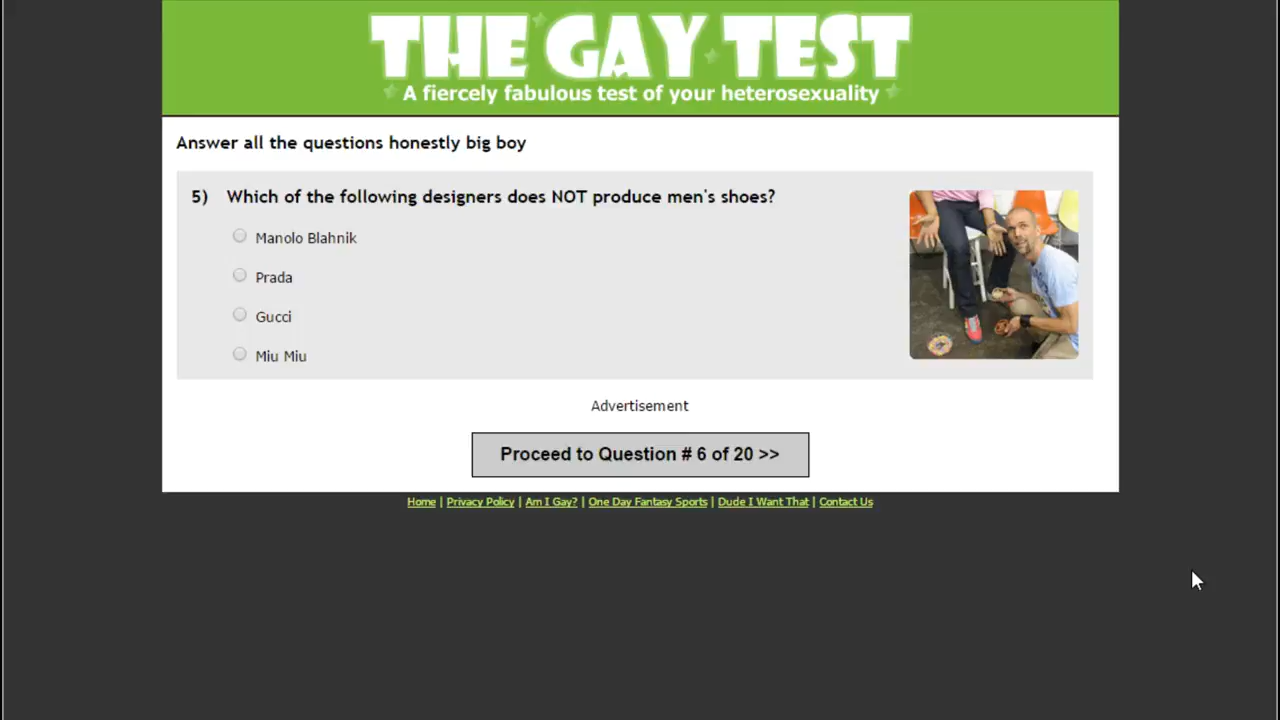 THE GAY TEST
A fiercely fabulous test of your heterosexuality
Answer all the questions honestly big boy
5) Which of the following designers does NOT produce men's shoes?
Manolo Blahnik
Prada
Gucci
Miu Miu
Advertisement
Proceed to Question # 6 of 20 >>
Home | Privacy Policy | Am I Gay? | One Day Fantasy Sports | Dude I Want That | Contact Us